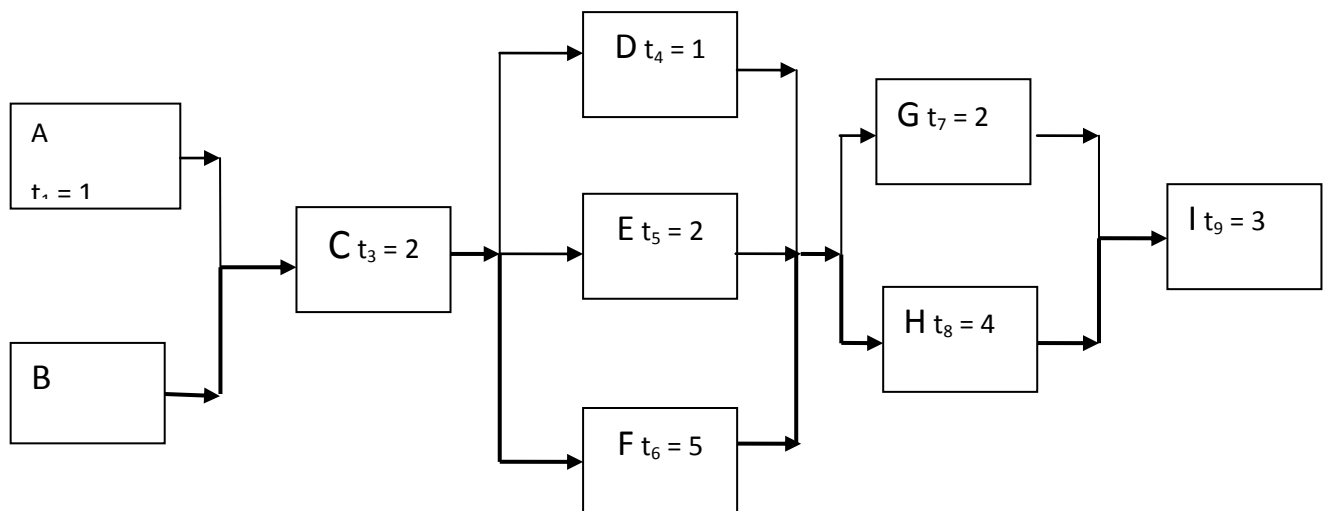 A
t₁ = 1
B
C t₃ = 2
D t₄ = 1
E t₅ = 2
F t₆ = 5
G t₇ = 2
H t₈ = 4
I t₉ = 3